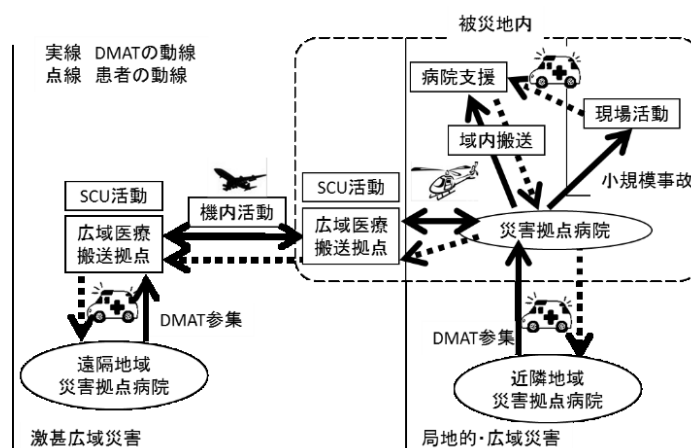 被災地内
実線 DMATの動線
点線 患者の動線
病院支援
現場活動
域内搬送
小規模事故
SCU活動
広域医療
搬送拠点
機内活動
SCU活動
広域医療
搬送拠点
災害拠点病院
DMAT参集
DMAT参集
遠隔地域
災害拠点病院
近隣地域
災害拠点病院
激甚広域災害
局地的・広域災害